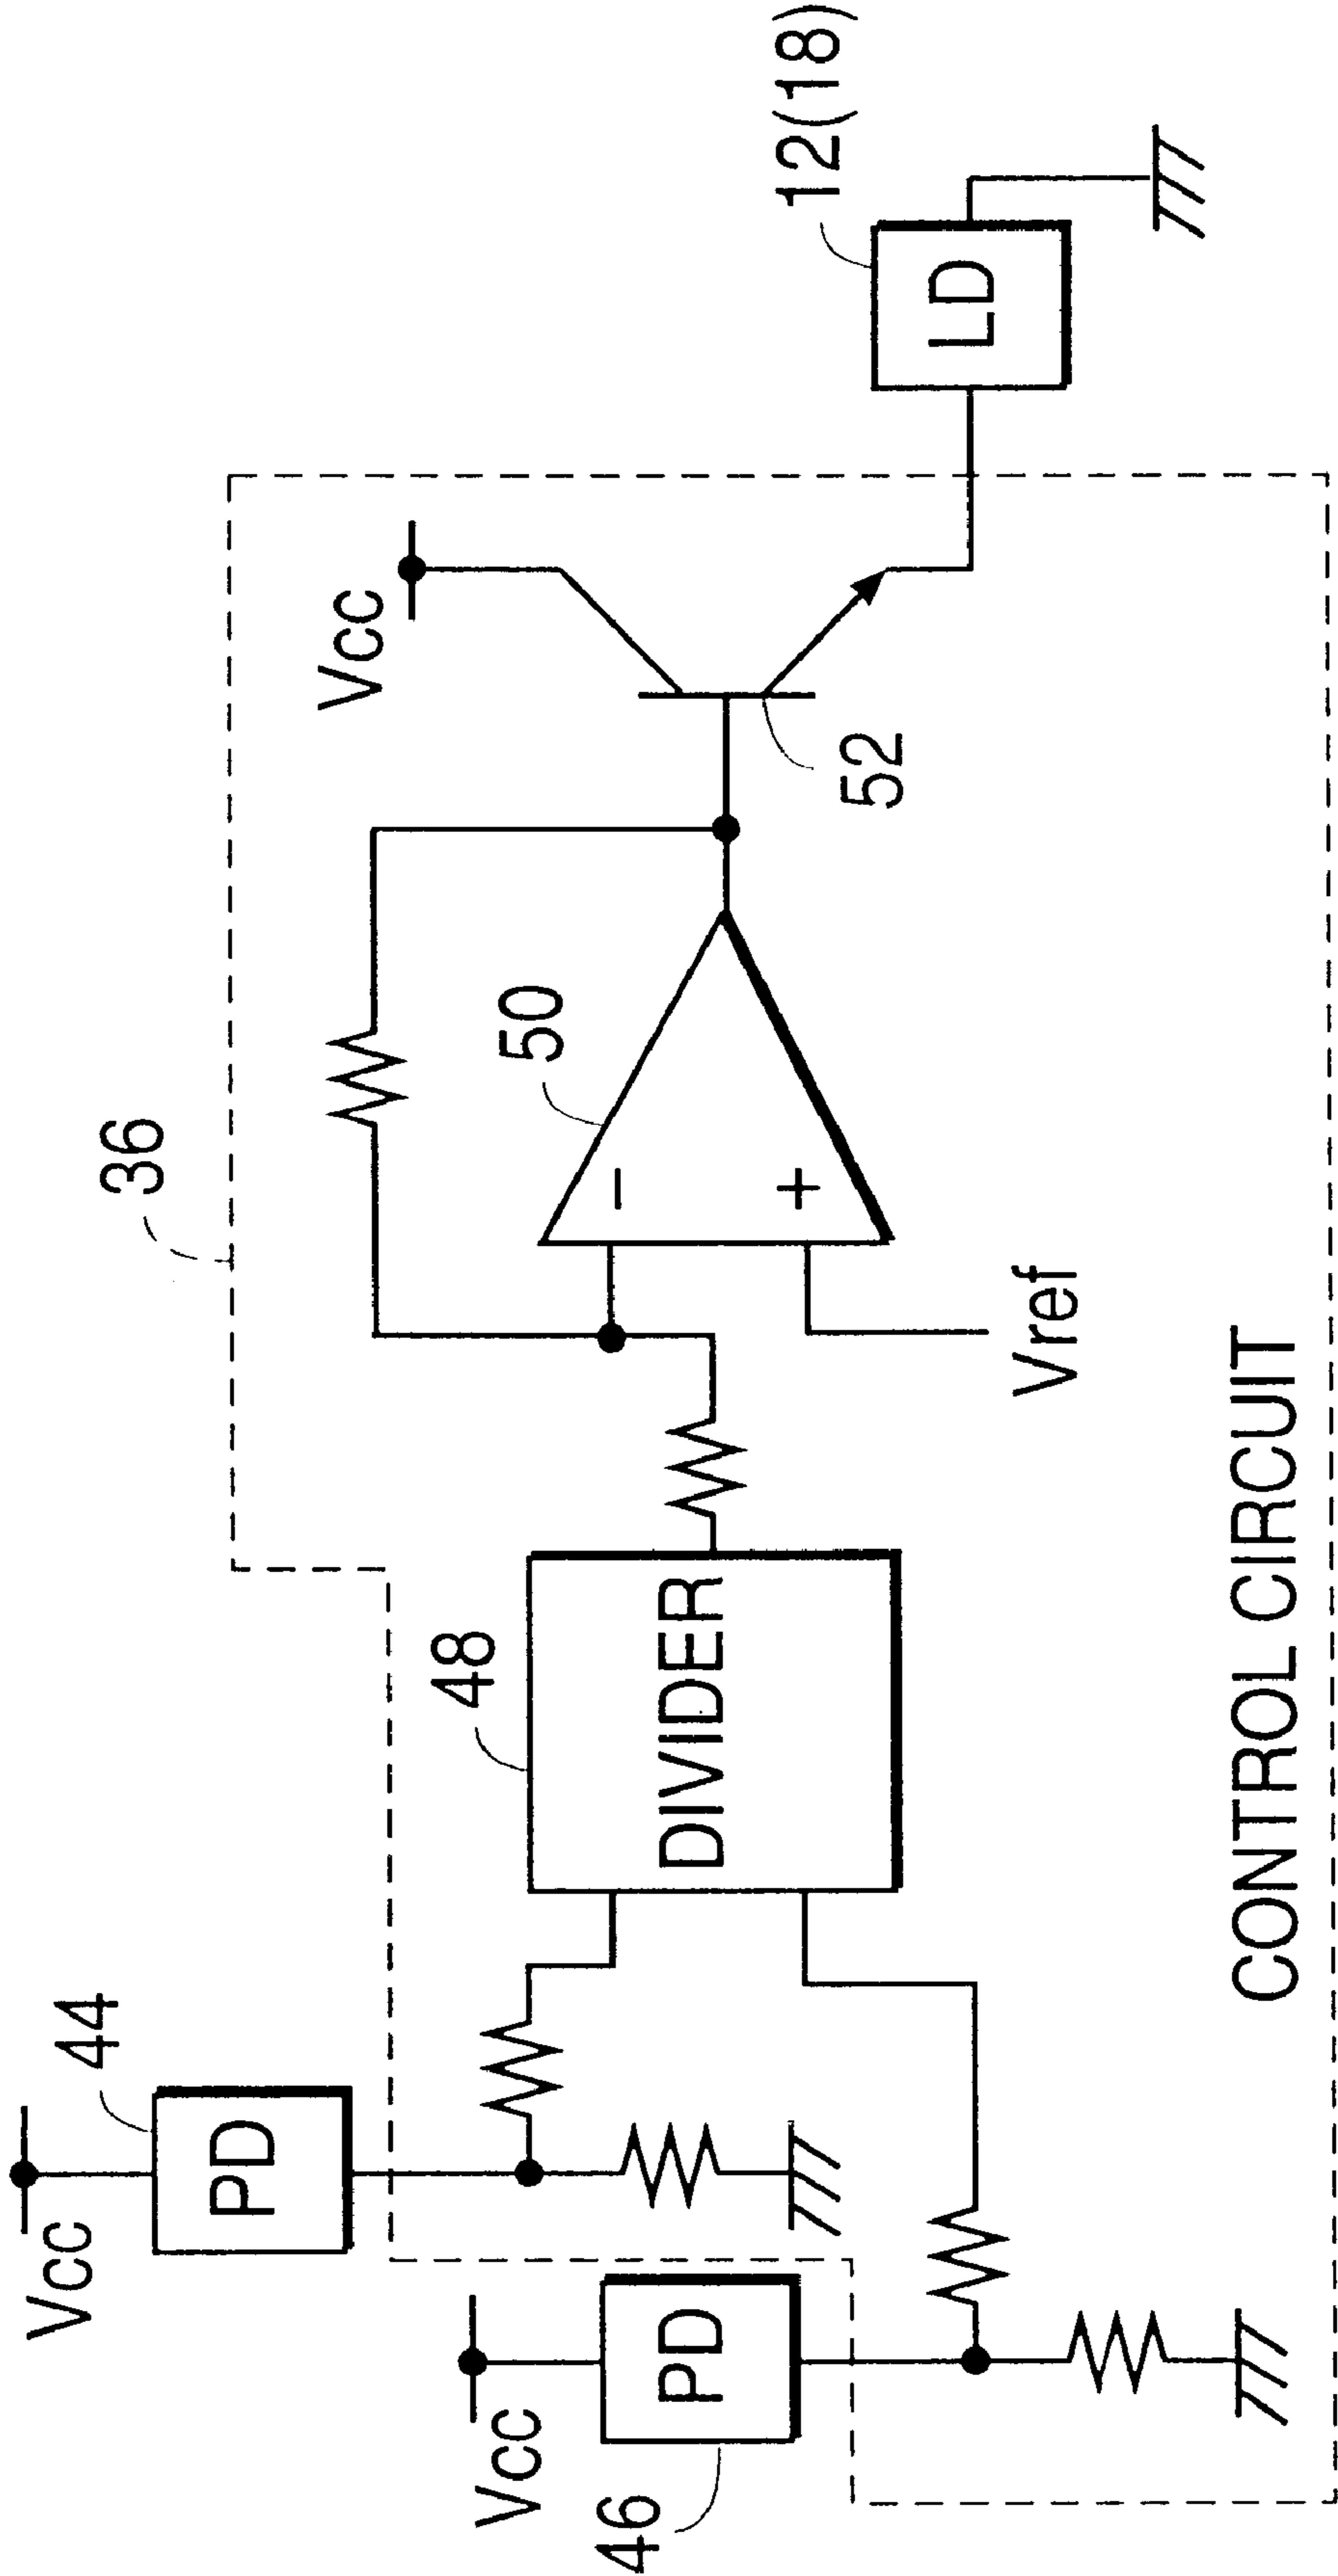 Vcc
44
PD
Vcc
46
PD
48
DIVIDER
36
50
−
+
Vref
Vcc
52
12(18)
LD
CONTROL CIRCUIT